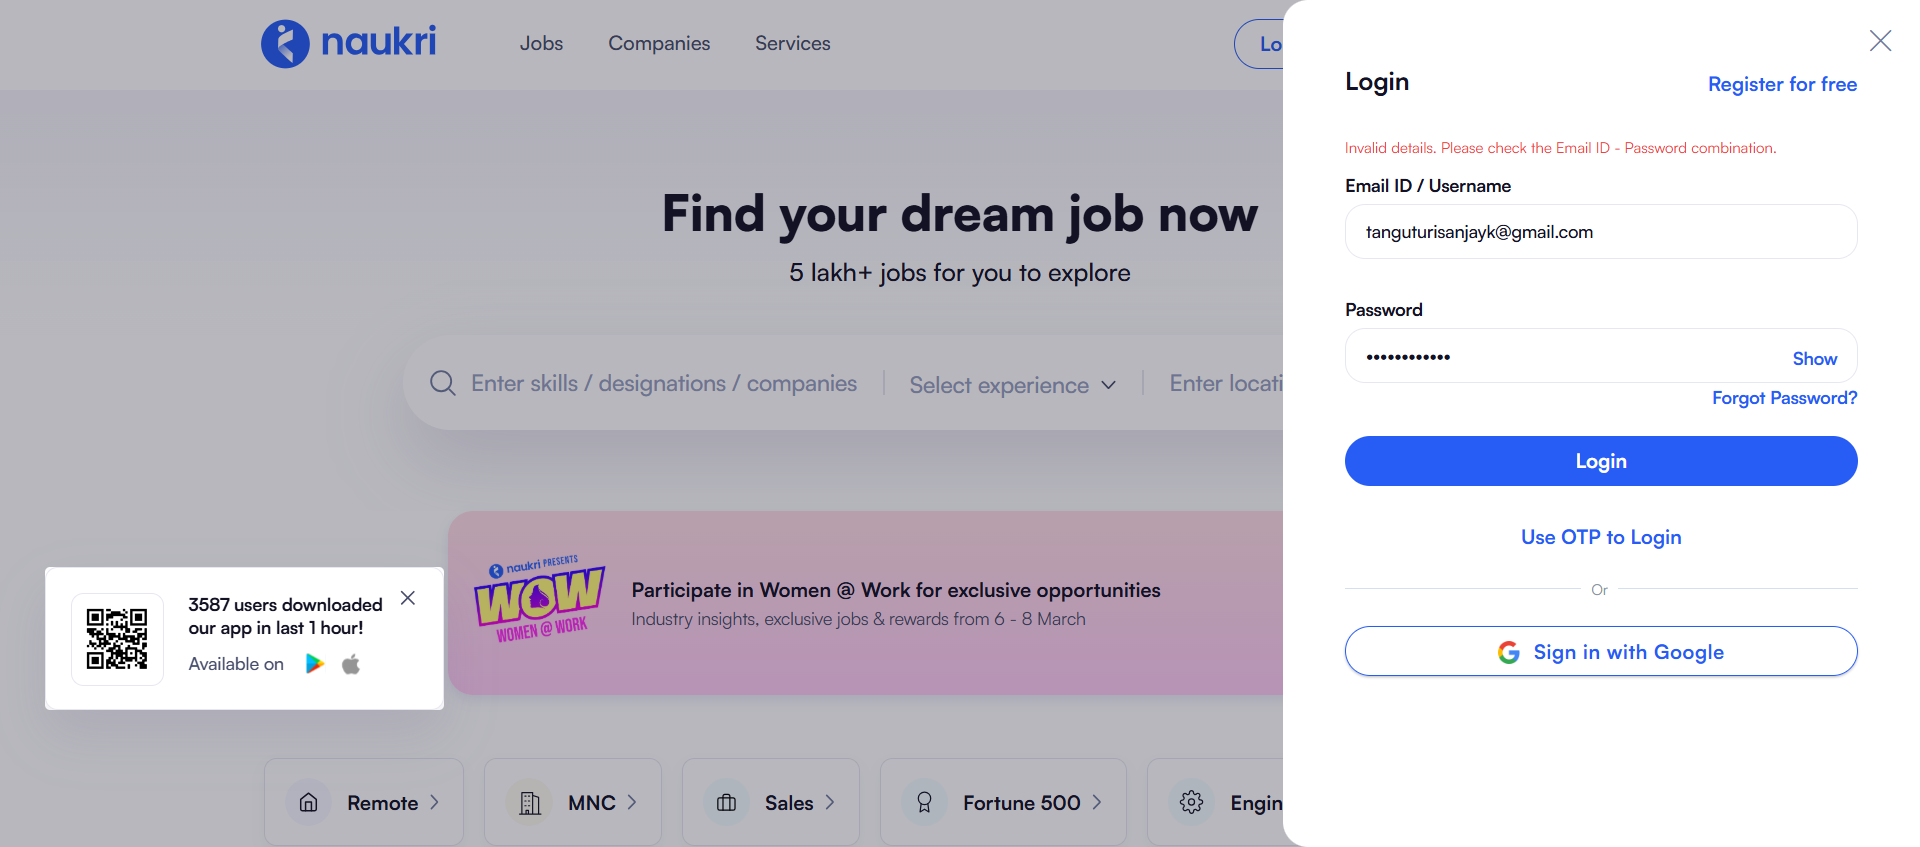 naukri
Jobs
Companies
Services
Lo
Find your dream job now
5 lakh+ jobs for you to explore
Enter skills / designations / companies
Select experience
Enter locati
naukri PRESENTS
WOW
WOMEN @ WORK
Participate in Women @ Work for exclusive opportunities
Industry insights, exclusive jobs & rewards from 6 - 8 March
3587 users downloaded
our app in last 1 hour!
Available on
Remote
MNC
Sales
Fortune 500
Engin
Login
Register for free
Invalid details. Please check the Email ID - Password combination.
Email ID / Username
tanguturisanjayk@gmail.com
Password
••••••••••••
Show
Forgot Password?
Login
Use OTP to Login
Or
Sign in with Google